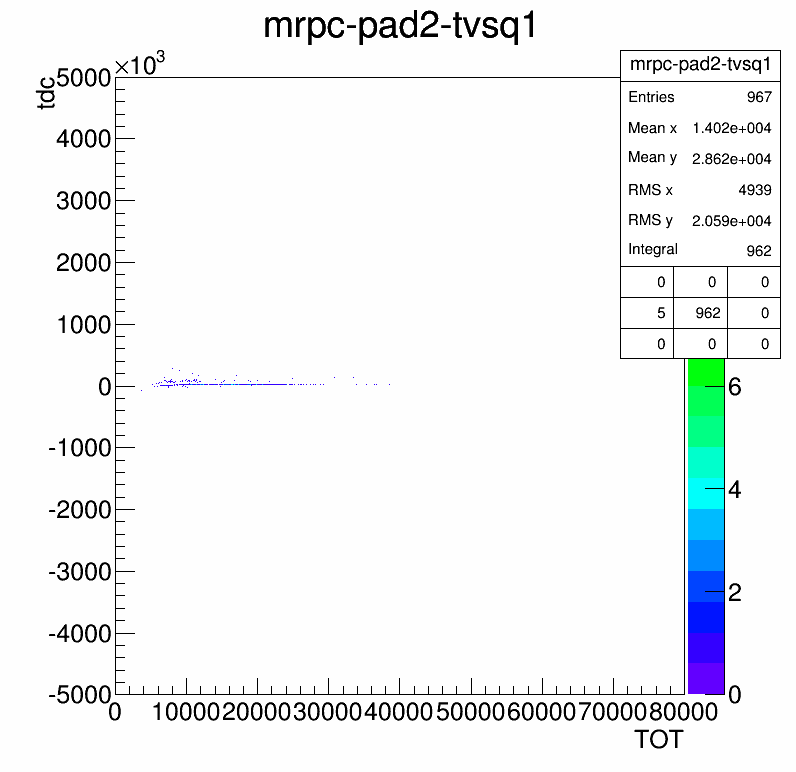 mrpc-pad2-tvsq1
×10³
tdc
5000
4000
3000
2000
1000
0
-1000
-2000
-3000
-4000
-5000
0 10000 20000 30000 40000 50000 60000 70000 80000
TOT
mrpc-pad2-tvsq1
Entries 967
Mean x 1.402e+004
Mean y 2.862e+004
RMS x 4939
RMS y 2.059e+004
Integral 962
0 0 0
5 962 0
0 0 0
6
4
2
0